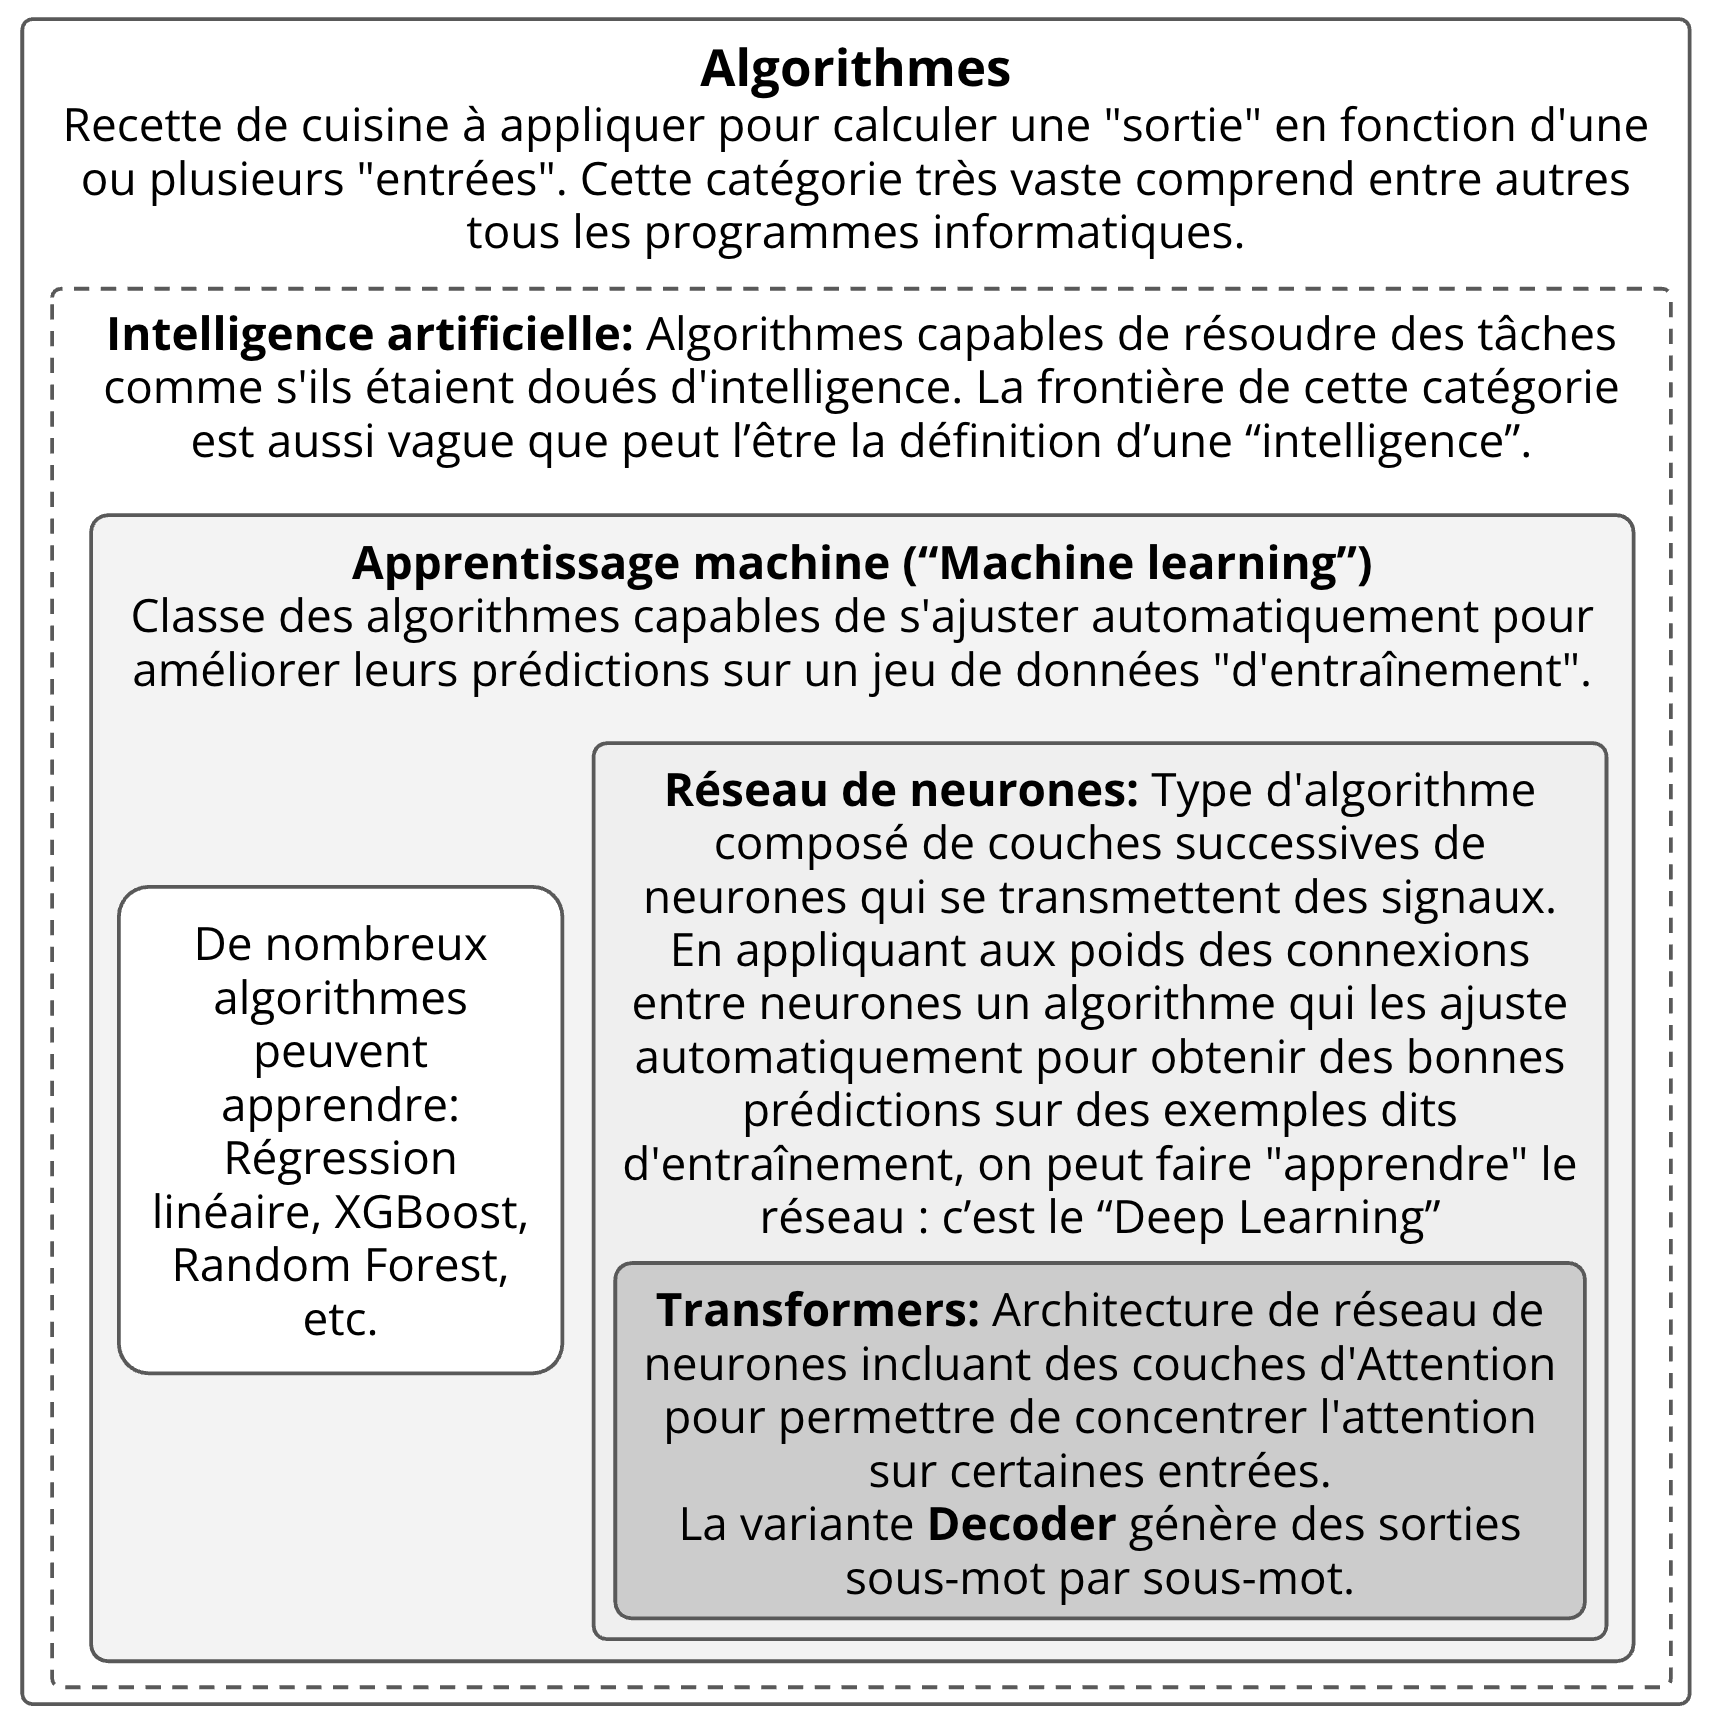 Algorithmes
Recette de cuisine à appliquer pour calculer une "sortie" en fonction d'une
ou plusieurs "entrées". Cette catégorie très vaste comprend entre autres
tous les programmes informatiques.
Intelligence artificielle: Algorithmes capables de résoudre des tâches
comme s'ils étaient doués d'intelligence. La frontière de cette catégorie
est aussi vague que peut l’être la définition d’une “intelligence”.
Apprentissage machine (“Machine learning”)
Classe des algorithmes capables de s'ajuster automatiquement pour
améliorer leurs prédictions sur un jeu de données "d'entraînement".
De nombreux
algorithmes
peuvent
apprendre:
Régression
linéaire, XGBoost,
Random Forest,
etc.
Réseau de neurones: Type d'algorithme
composé de couches successives de
neurones qui se transmettent des signaux.
En appliquant aux poids des connexions
entre neurones un algorithme qui les ajuste
automatiquement pour obtenir des bonnes
prédictions sur des exemples dits
d'entraînement, on peut faire "apprendre" le
réseau : c’est le “Deep Learning”
Transformers: Architecture de réseau de
neurones incluant des couches d'Attention
pour permettre de concentrer l'attention
sur certaines entrées.
La variante Decoder génère des sorties
sous-mot par sous-mot.